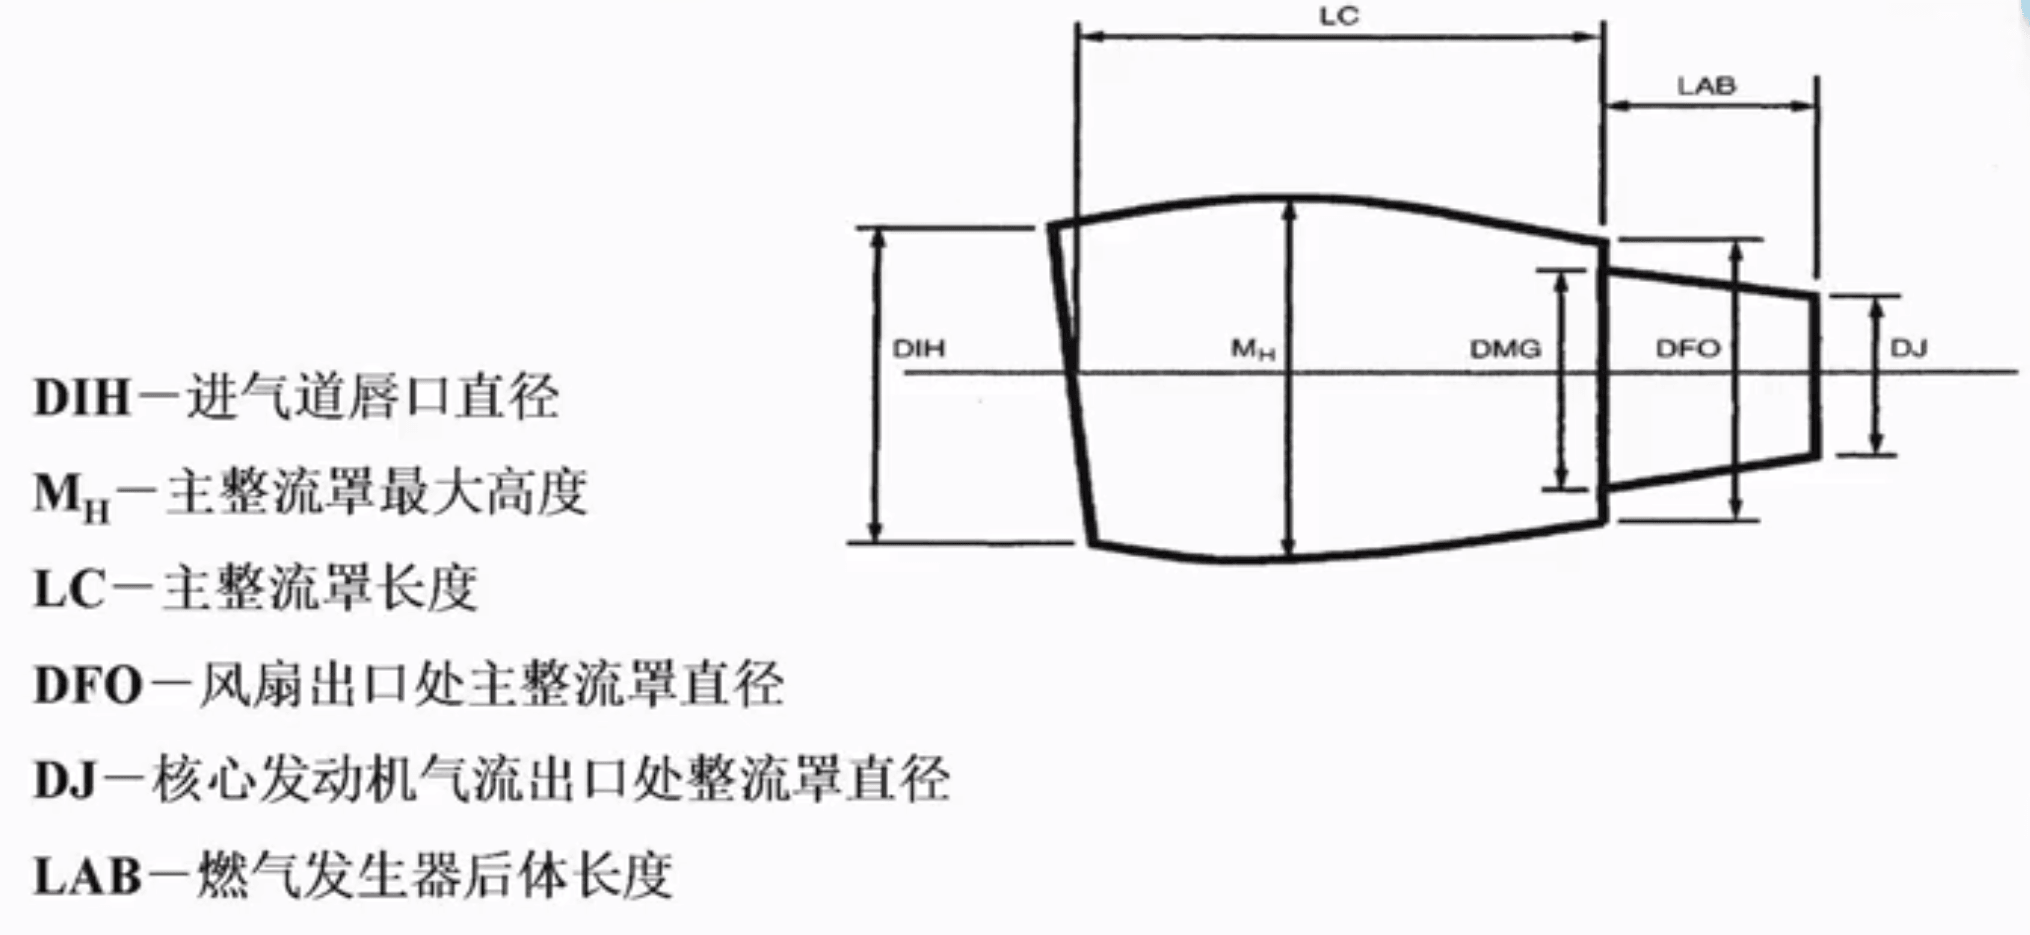 LC
LAB
DIH
MH
DMG
DFO
DJ
DIH－进气道唇口直径
MH－主整流罩最大高度
LC－主整流罩长度
DFO－风扇出口处主整流罩直径
DJ－核心发动机气流出口处整流罩直径
LAB－燃气发生器后体长度